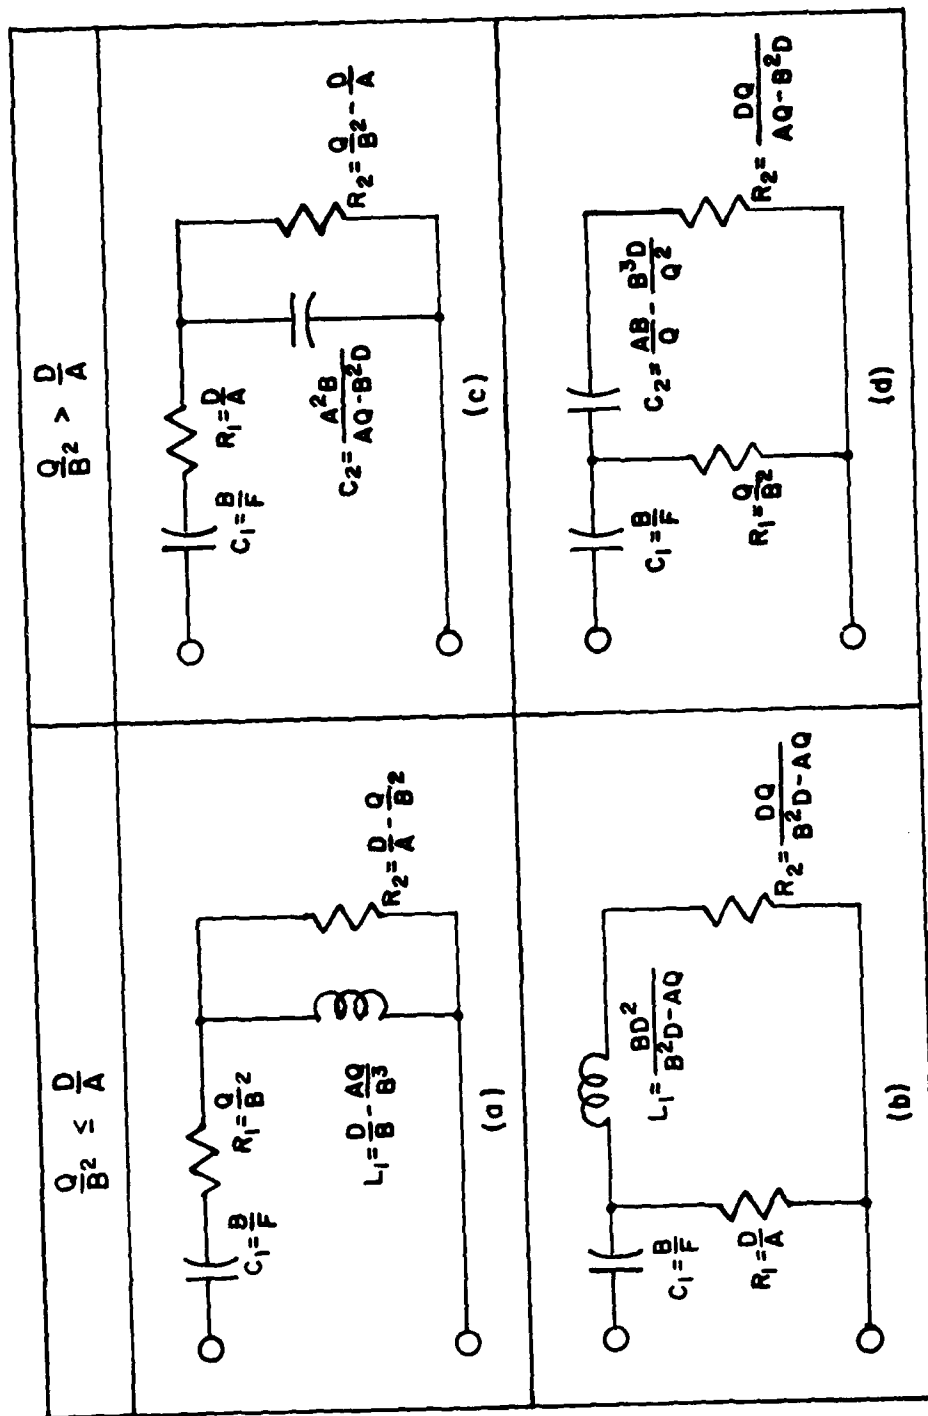 Q/B² ≤ D/A
Q/B² > D/A
C₁ = B/F
R₁ = Q/B²
L₁ = D/B - AQ/B³
R₂ = D/A - Q/B²
(a)
C₁ = B/F
R₁ = D/A
C₂ = A²B/(AQ - B²D)
R₂ = Q/B² - D/A
(c)
C₁ = B/F
R₁ = D/A
L₁ = BD²/(B²D - AQ)
R₂ = DQ/(B²D - AQ)
(b)
C₁ = B/F
R₁ = Q/B²
C₂ = AB/Q - B³D/Q²
R₂ = DQ/(AQ - B²D)
(d)